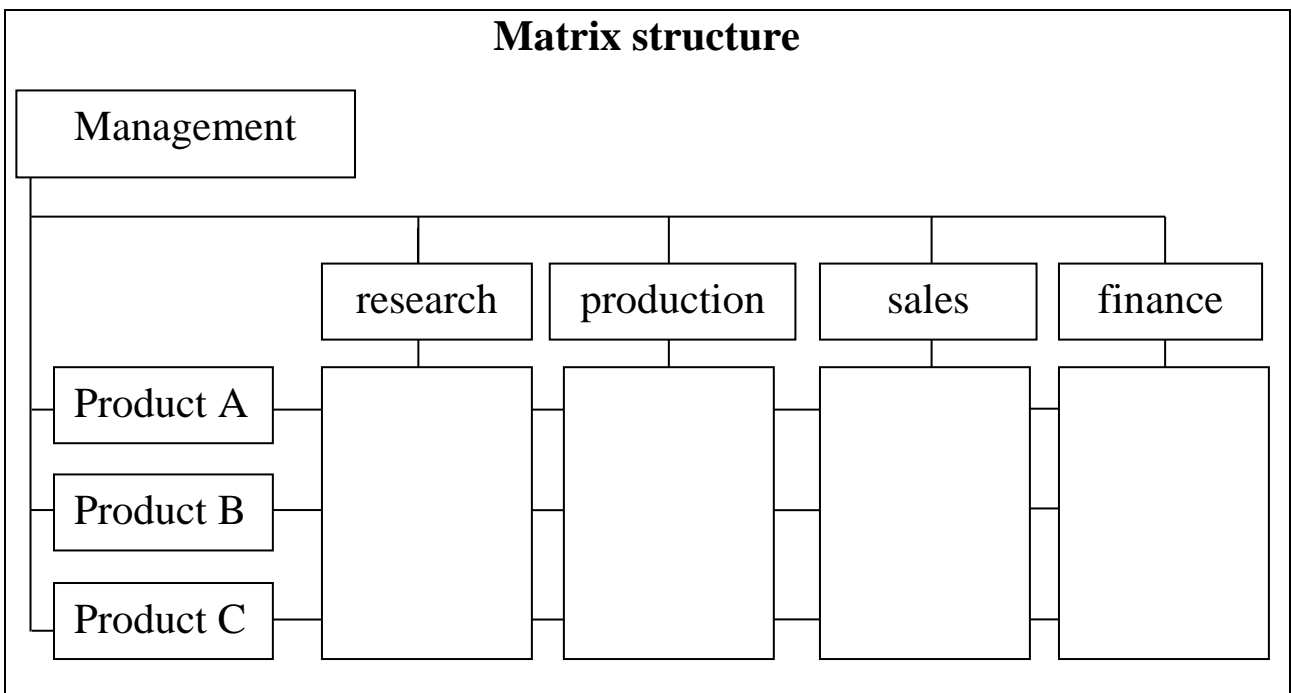 Matrix structure
Management
research
production
sales
finance
Product A
Product B
Product C